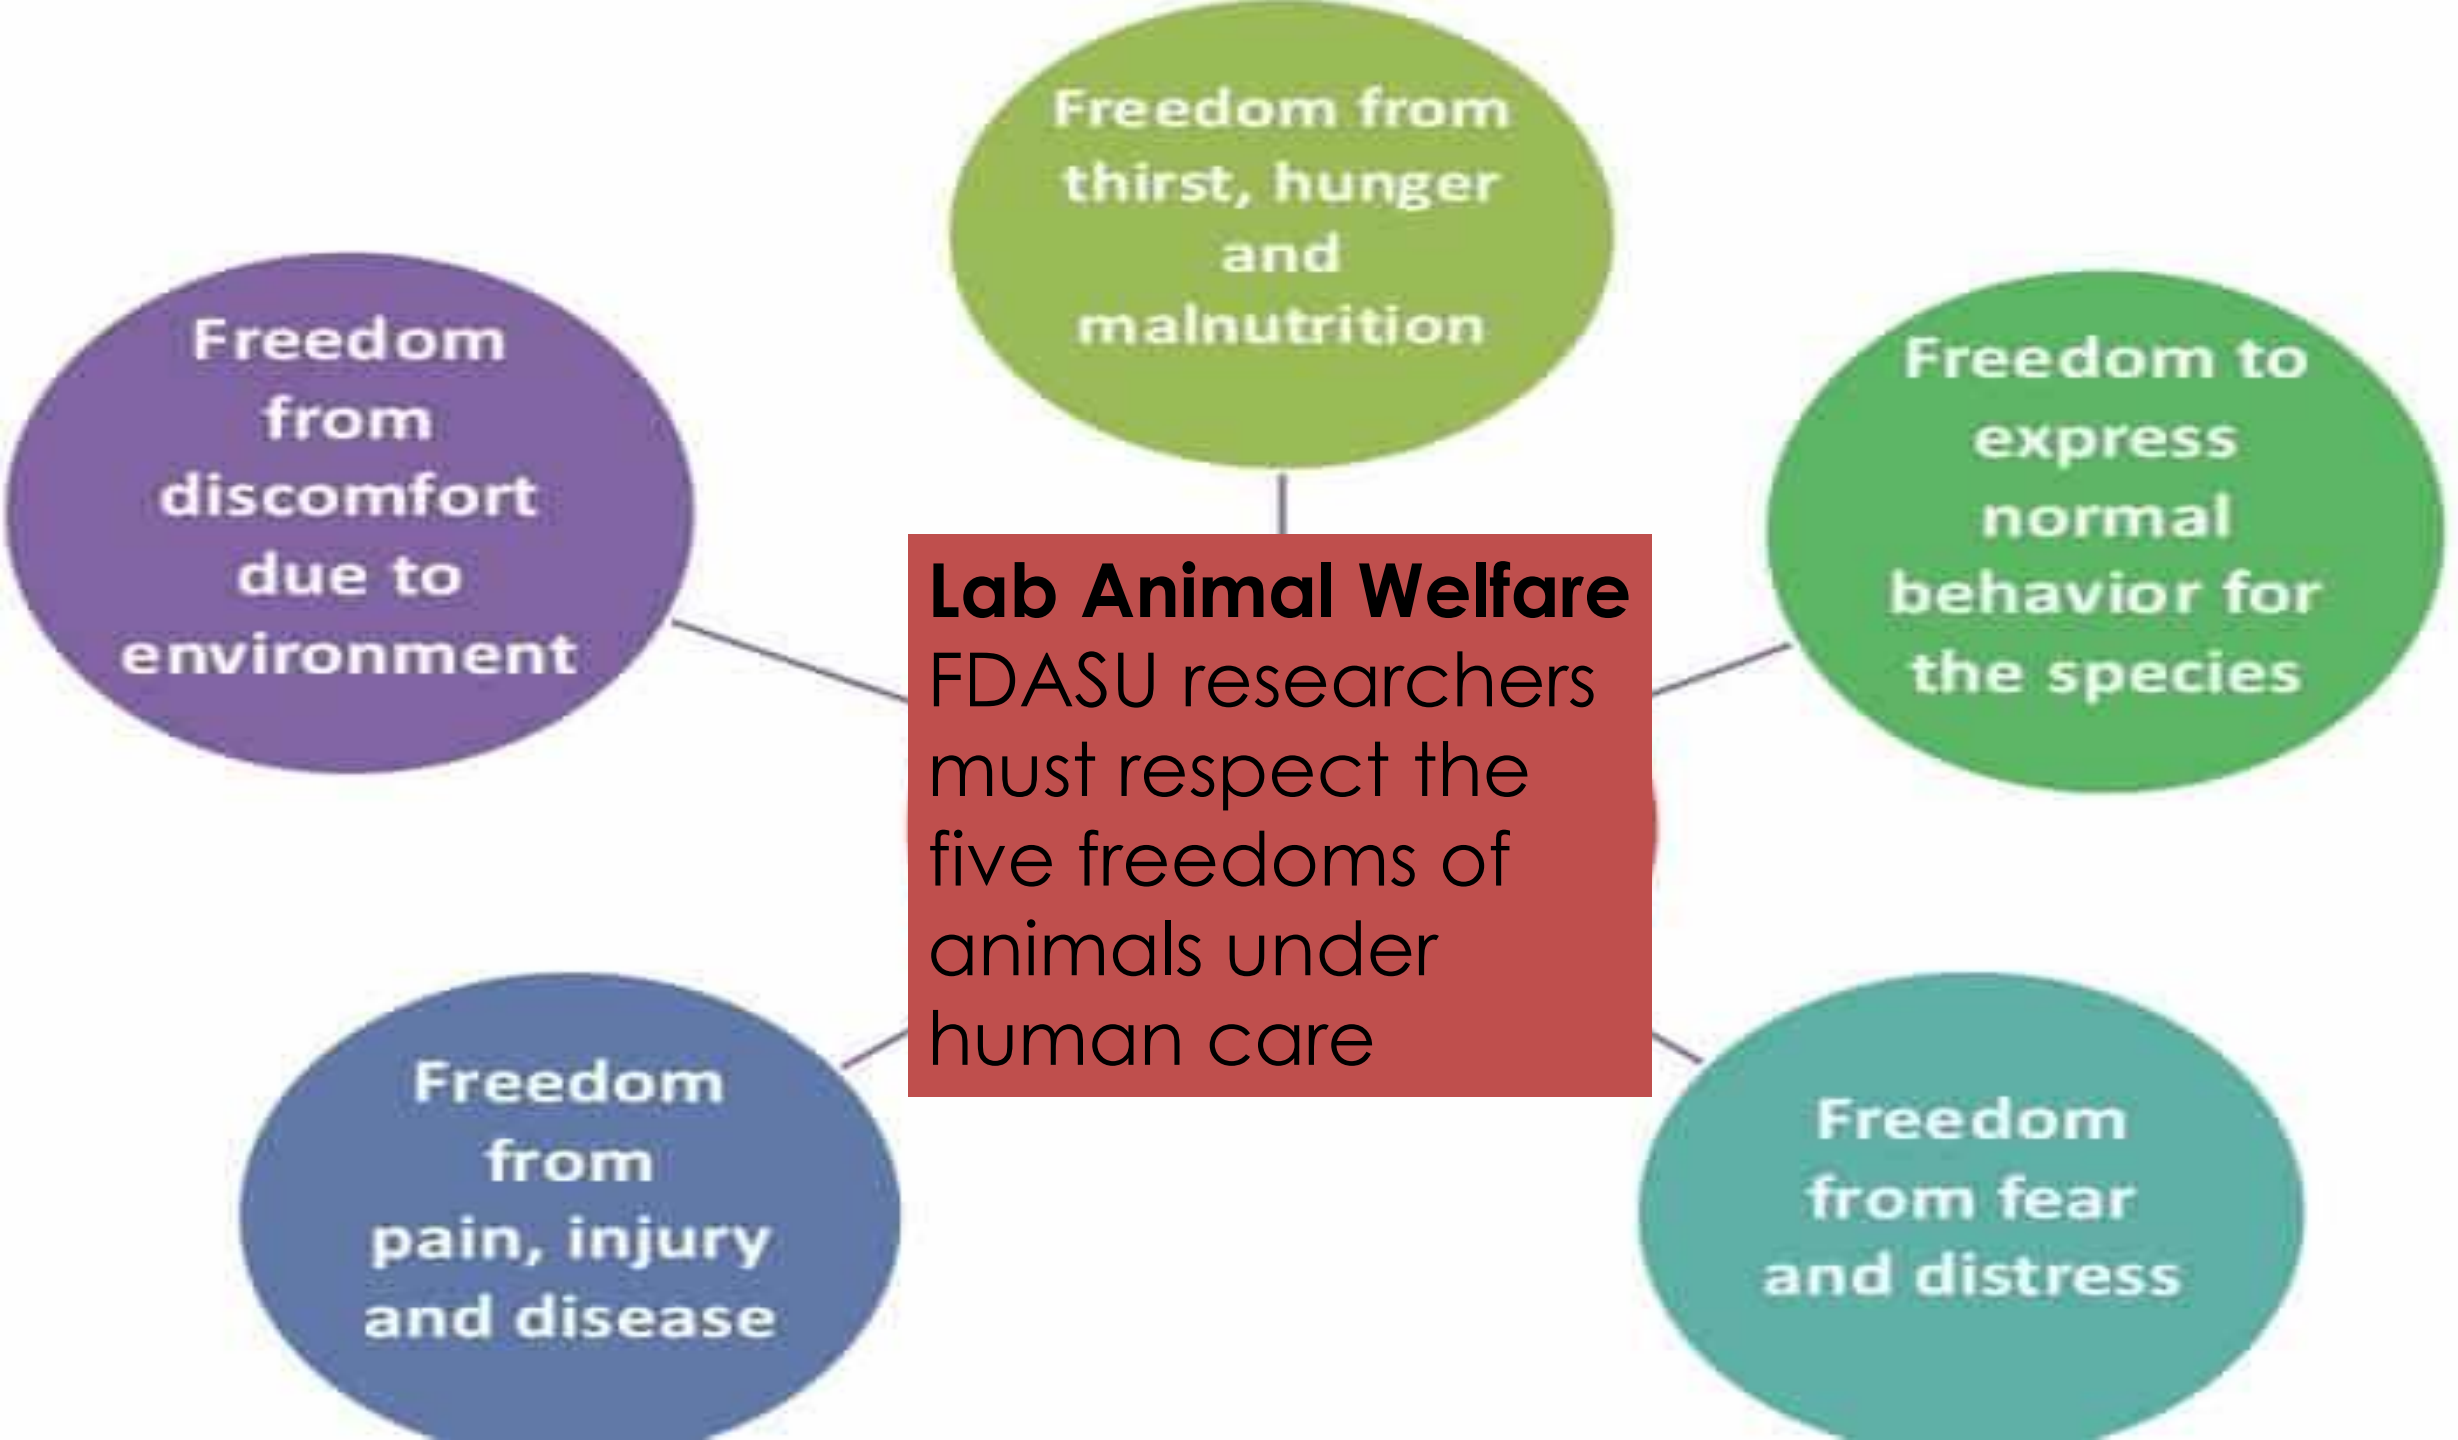 Freedom from
thirst, hunger
and
malnutrition
Freedom
from
discomfort
due to
environment
Freedom to
express
normal
behavior for
the species
Lab Animal Welfare
FDASU researchers
must respect the
five freedoms of
animals under
human care
Freedom
from
pain, injury
and disease
Freedom
from fear
and distress